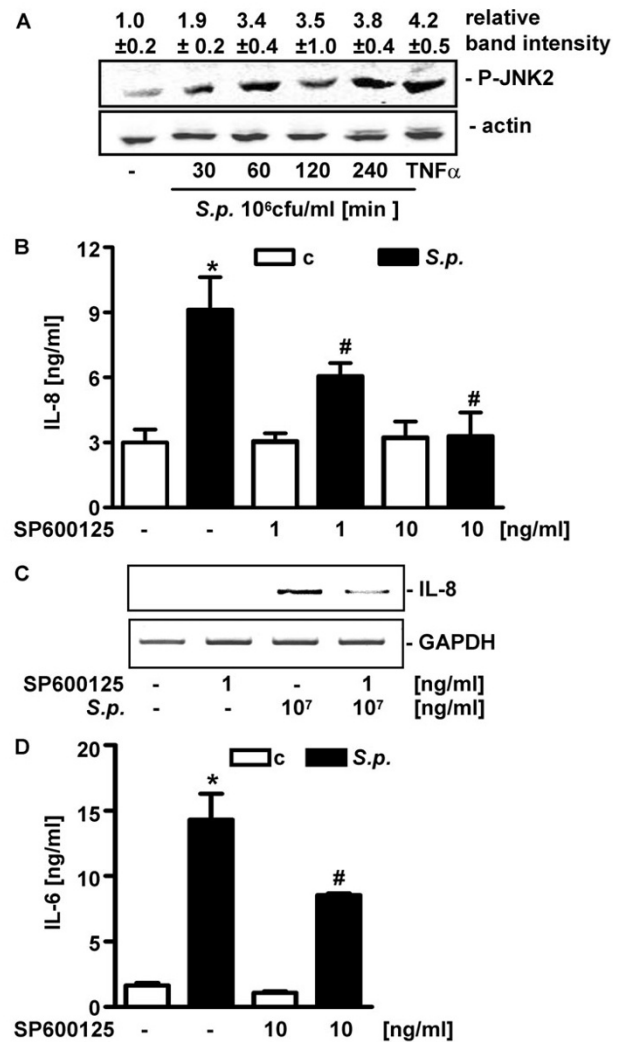 A
1.0 1.9 3.4 3.5 3.8 4.2 relative
±0.2 ± 0.2 ±0.4 ±1.0 ±0.4 ±0.5 band intensity
- P-JNK2
- actin
- 30 60 120 240 TNFα
S.p. 10⁶cfu/ml [min ]
B
12
c S.p.
*
9
IL-8 [ng/ml]
#
6
#
3
0
SP600125 - - 1 1 10 10 [ng/ml]
C
- IL-8
- GAPDH
SP600125 - 1 - 1 [ng/ml]
S.p. - - 10⁷ 10⁷ [ng/ml]
D
20
c S.p.
*
15
IL-6 [ng/ml]
10
#
5
0
SP600125 - - 10 10 [ng/ml]